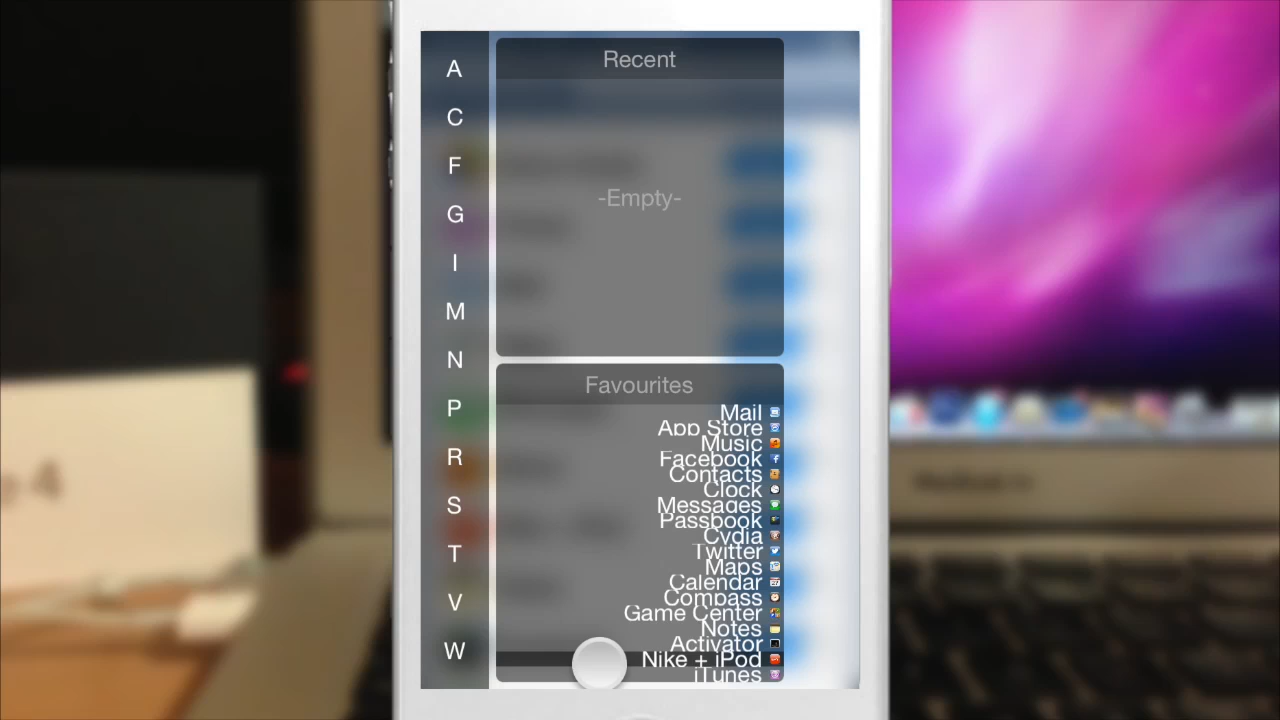 A
C
F
G
I
M
N
P
R
S
T
V
W
Recent
-Empty-
Favourites
Mail
App Store
Music
Facebook
Contacts
Clock
Messages
Passbook
Cydia
Twitter
Maps
Calendar
Compass
Game Center
Notes
Activator
Nike + iPod
iTunes